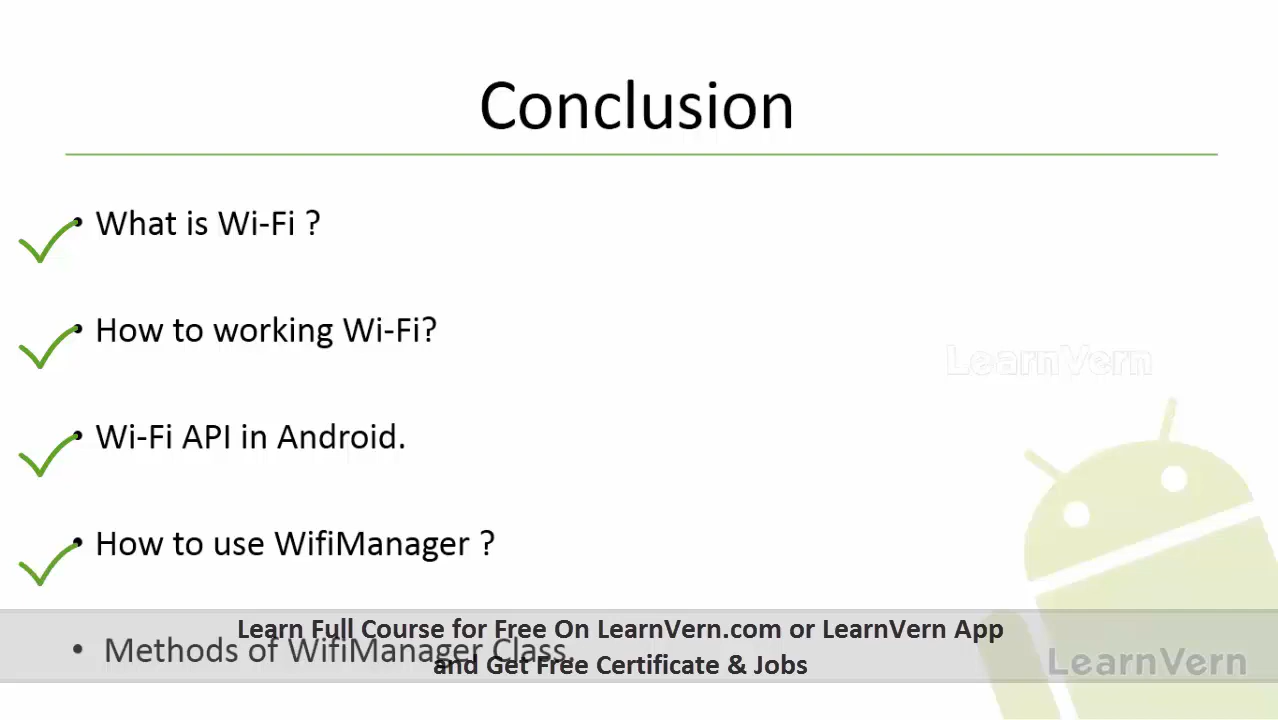 Conclusion
• What is Wi-Fi ?
• How to working Wi-Fi?
LearnVern
• Wi-Fi API in Android.
• How to use WifiManager ?
Learn Full Course for Free On LearnVern.com or LearnVern App
• Methods of WifiManager Class.
and Get Free Certificate & Jobs
LearnVern